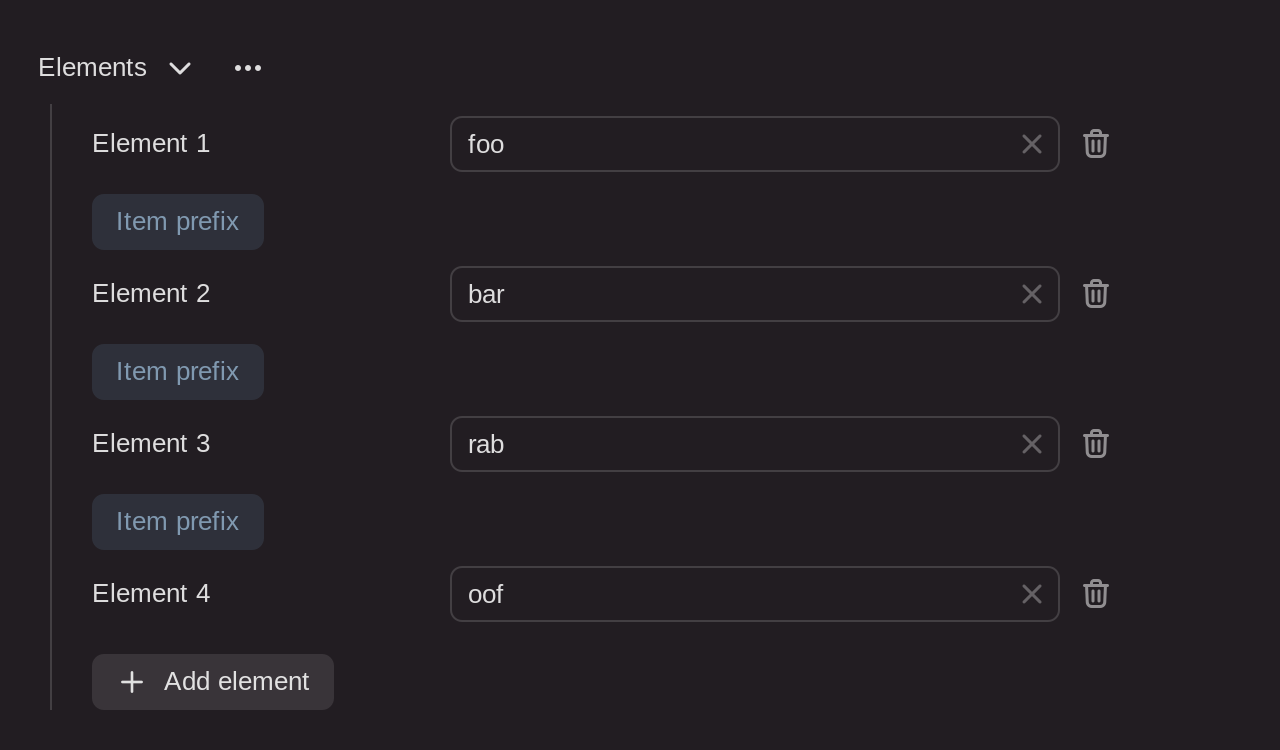 Elements
Element 1 foo
Item prefix
Element 2 bar
Item prefix
Element 3 rab
Item prefix
Element 4 oof
Add element